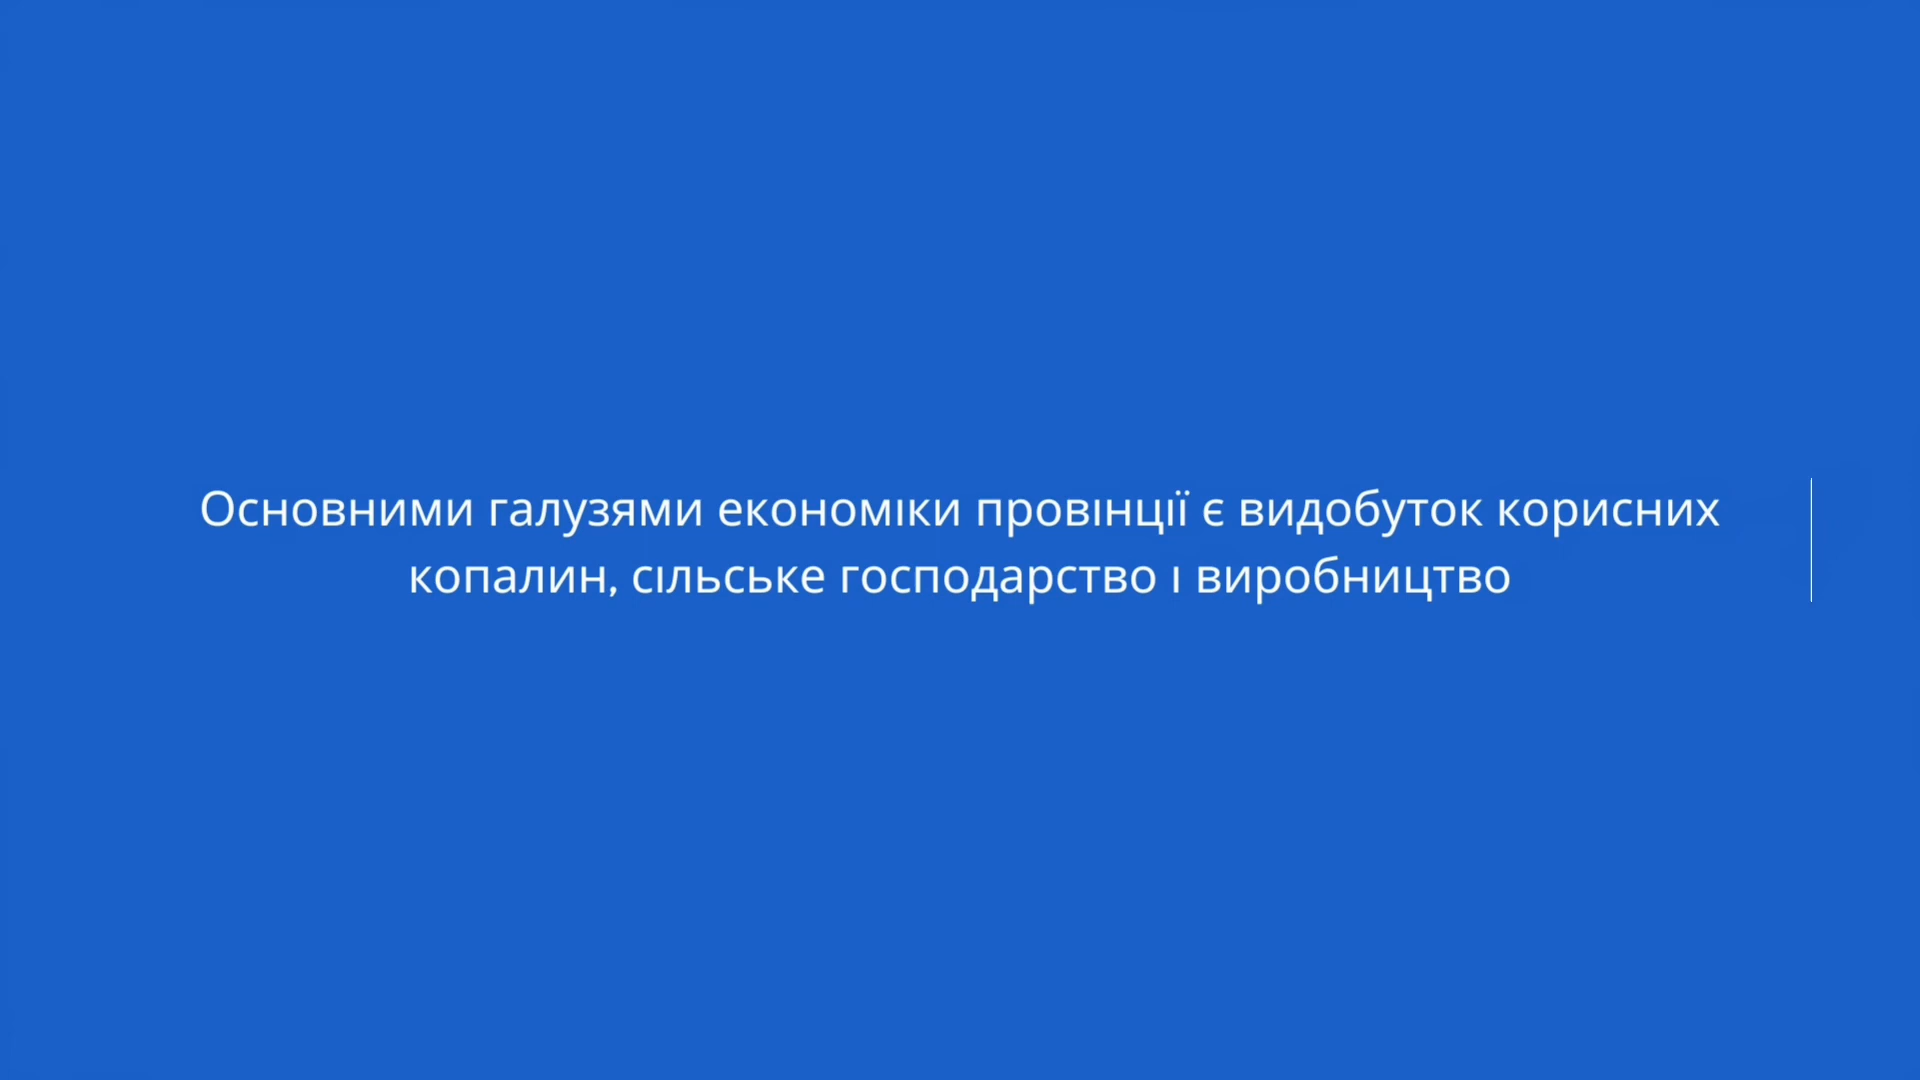 Основними галузями економіки провінції є видобуток корисних
копалин, сільське господарство і виробництво